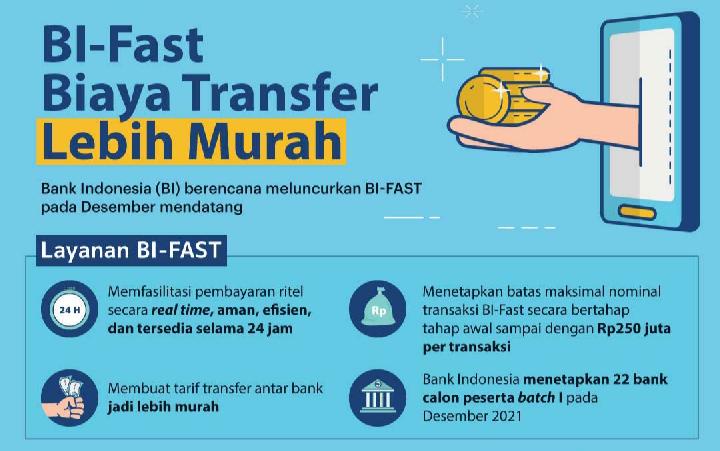 BI-Fast
Biaya Transfer
Lebih Murah
Bank Indonesia (BI) berencana meluncurkan BI-FAST
pada Desember mendatang
Layanan BI-FAST
24 H
Memfasilitasi pembayaran ritel
secara real time, aman, efisien,
dan tersedia selama 24 jam
Rp
Menetapkan batas maksimal nominal
transaksi BI-Fast secara bertahap
tahap awal sampai dengan Rp250 juta
per transaksi
Membuat tarif transfer antar bank
jadi lebih murah
Bank Indonesia menetapkan 22 bank
calon peserta batch I pada
Desember 2021